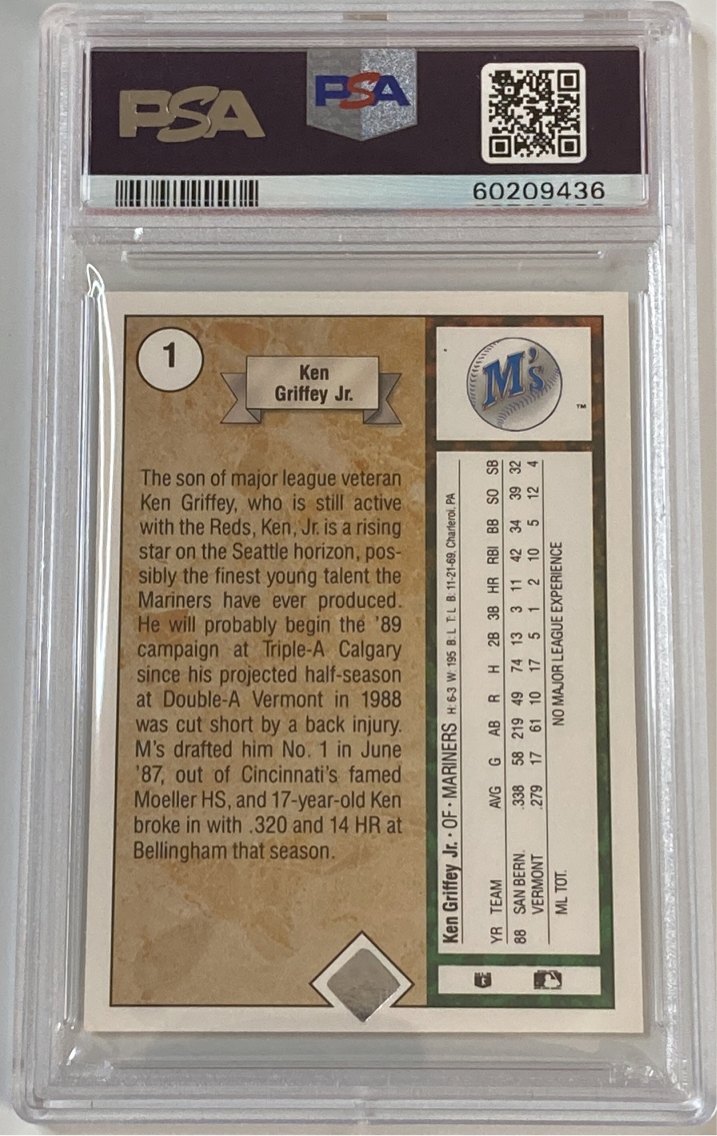 PSA
PSA
60209436
1
Ken
Griffey Jr.
The son of major league veteran
Ken Griffey, who is still active
with the Reds, Ken, Jr. is a rising
star on the Seattle horizon, pos-
sibly the finest young talent the
Mariners have ever produced.
He will probably begin the '89
campaign at Triple-A Calgary
since his projected half-season
at Double-A Vermont in 1988
was cut short by a back injury.
M's drafted him No. 1 in June
'87, out of Cincinnati's famed
Moeller HS, and 17-year-old Ken
broke in with .320 and 14 HR at
Bellingham that season.
M's
TM
Ken Griffey Jr. • OF • MARINERS H: 6-3 W: 195 B: L T: L B: 11-21-69, Charleroi, PA
YR TEAM AVG G AB R H 2B 3B HR RBI BB SO SB
88 SAN BERN. .338 58 219 49 74 13 3 11 42 34 39 32
VERMONT .279 17 61 10 17 5 1 2 10 5 12 4
ML TOT. NO MAJOR LEAGUE EXPERIENCE